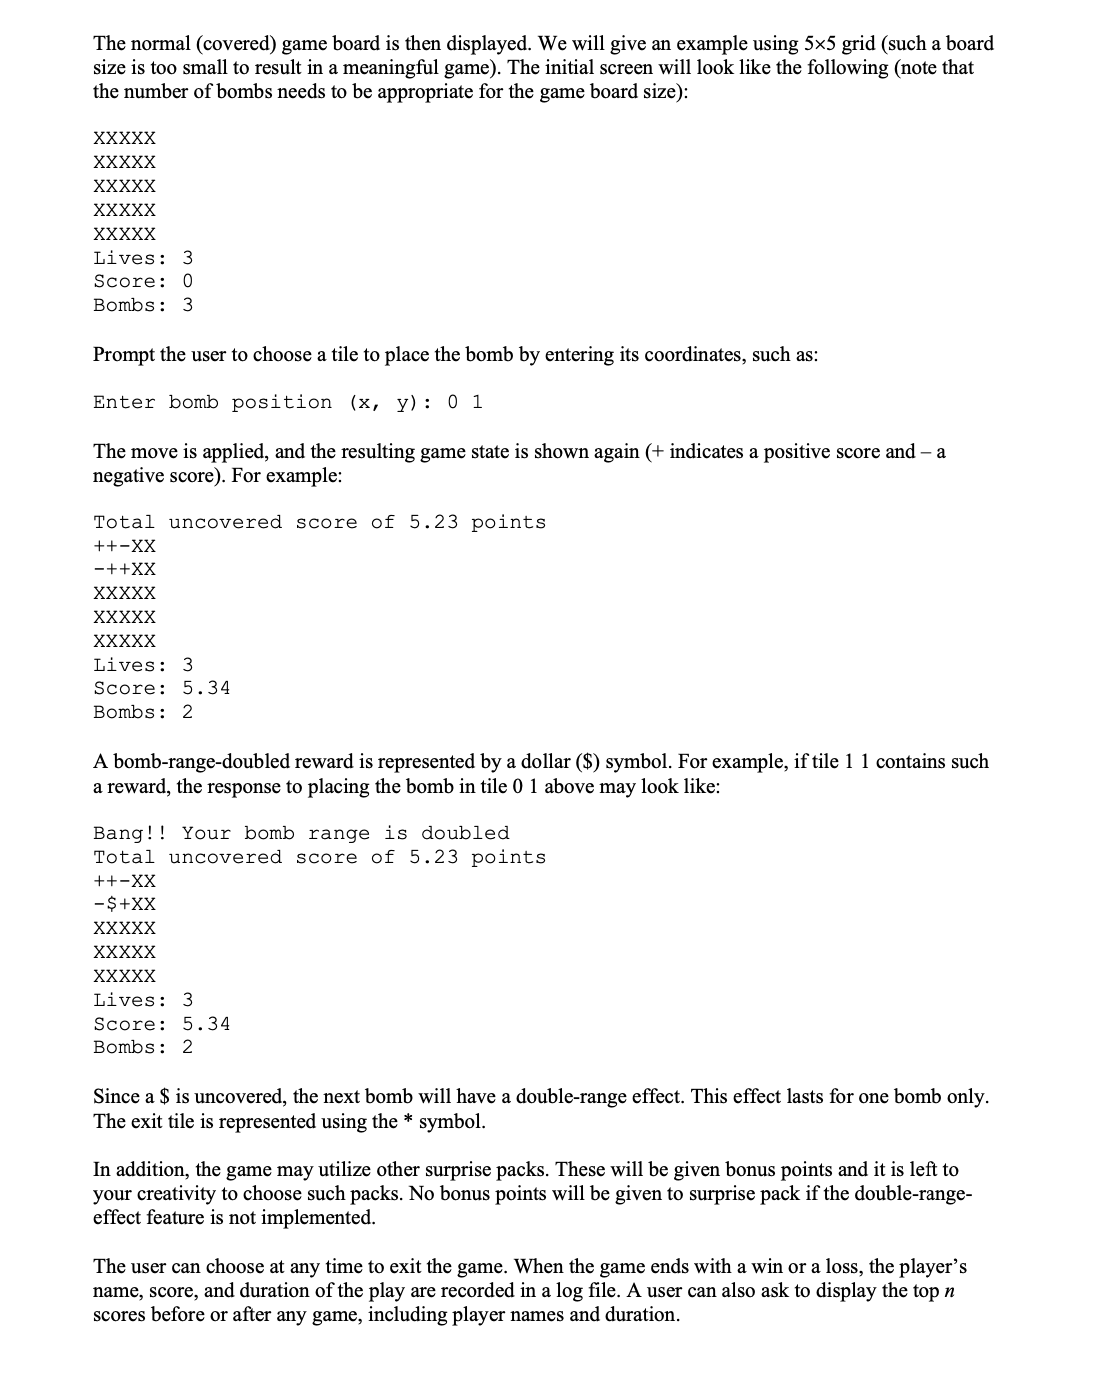 The normal (covered) game board is then displayed. We will give an example using 5×5 grid (such a board
size is too small to result in a meaningful game). The initial screen will look like the following (note that
the number of bombs needs to be appropriate for the game board size):
XXXXX
XXXXX
XXXXX
XXXXX
XXXXX
Lives: 3
Score: 0
Bombs: 3
Prompt the user to choose a tile to place the bomb by entering its coordinates, such as:
Enter bomb position (x, y): 0 1
The move is applied, and the resulting game state is shown again (+ indicates a positive score and – a
negative score). For example:
Total uncovered score of 5.23 points
++-XX
-++XX
XXXXX
XXXXX
XXXXX
Lives: 3
Score: 5.34
Bombs: 2
A bomb-range-doubled reward is represented by a dollar ($) symbol. For example, if tile 1 1 contains such
a reward, the response to placing the bomb in tile 0 1 above may look like:
Bang!! Your bomb range is doubled
Total uncovered score of 5.23 points
++-XX
-$+XX
XXXXX
XXXXX
XXXXX
Lives: 3
Score: 5.34
Bombs: 2
Since a $ is uncovered, the next bomb will have a double-range effect. This effect lasts for one bomb only.
The exit tile is represented using the * symbol.
In addition, the game may utilize other surprise packs. These will be given bonus points and it is left to
your creativity to choose such packs. No bonus points will be given to surprise pack if the double-range-
effect feature is not implemented.
The user can choose at any time to exit the game. When the game ends with a win or a loss, the player’s
name, score, and duration of the play are recorded in a log file. A user can also ask to display the top n
scores before or after any game, including player names and duration.